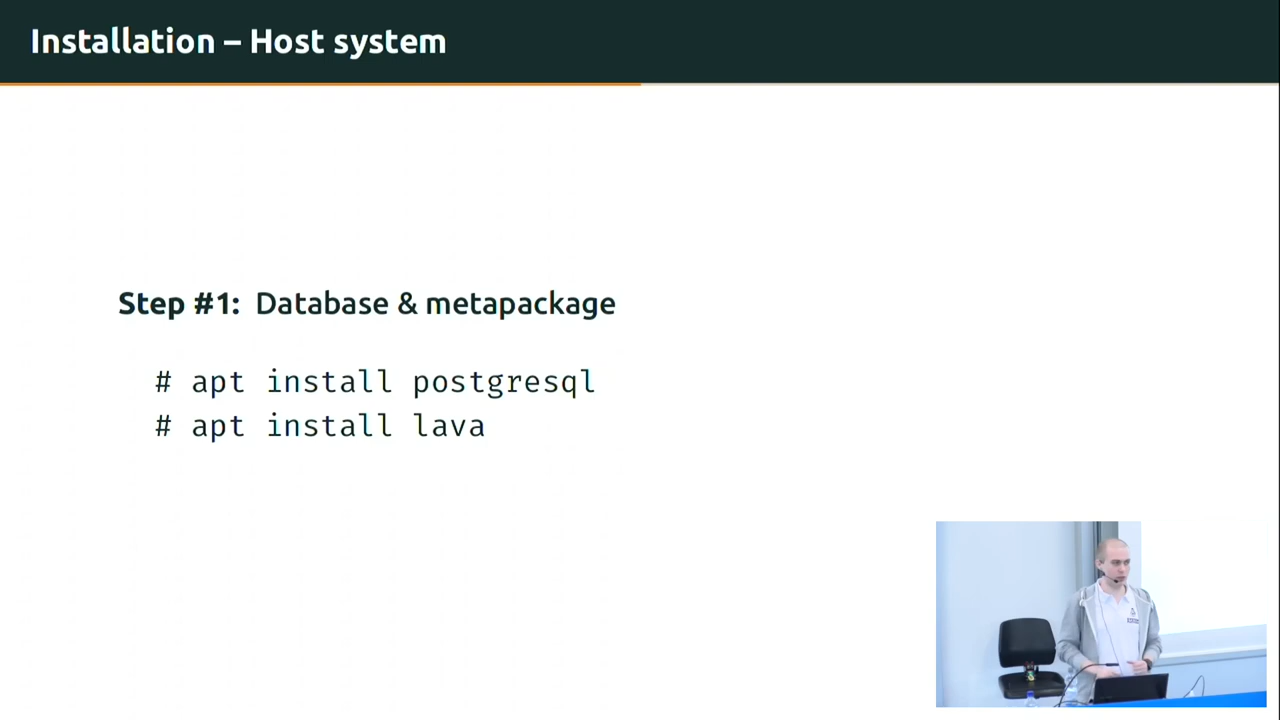 Installation – Host system
Step #1: Database & metapackage
# apt install postgresql
# apt install lava